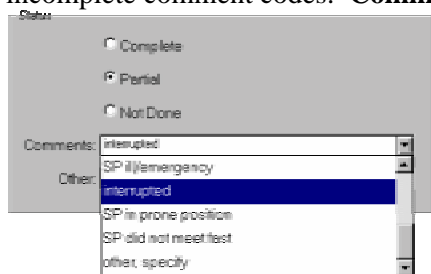 incomplete comment codes. Comm
Status
Complete
Partial
Not Done
Comments: interrupted
Other:
SP ill/emergency
interrupted
SP in prone position
SP did not meet fast
other, specify